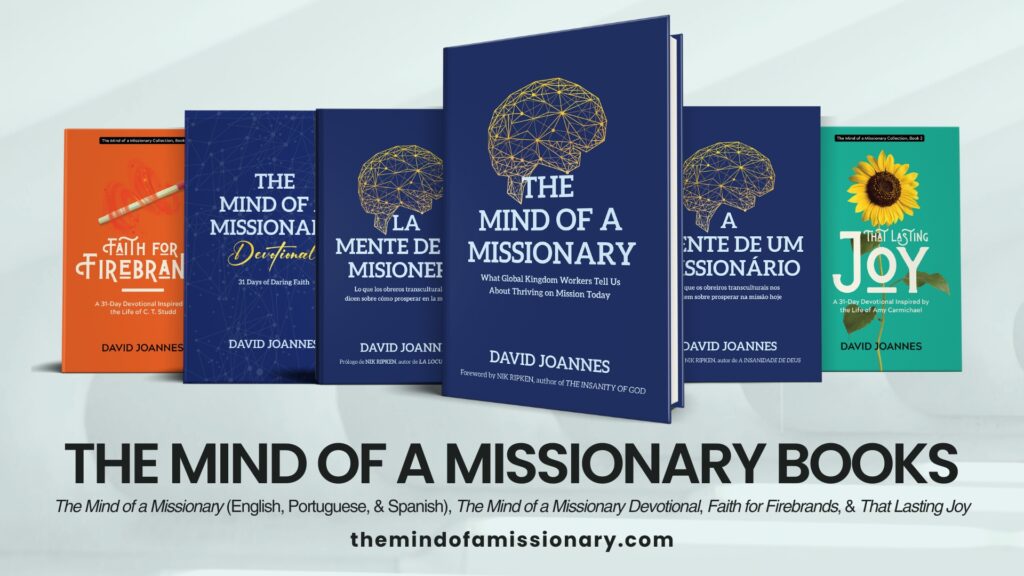 The Mind of a Missionary Collection, Book
FAITH FOR
FIREBRAN
A 31-Day Devotional Inspired
the Life of C. T. Studd
DAVID JOANNES
THE
MIND OF
MISSIONAR
Devotional
31 Days of Daring Faith
DAVID JOANNES
LA
MENTE DE
MISIONER
Lo que los obreros transcultural
dicen sobre cómo prosperar en la m
DAVID JOANN
Prólogo de NIK RIPKEN, autor de LA LOCU
THE
MIND OF A
MISSIONARY
What Global Kingdom Workers Tell Us
About Thriving on Mission Today
DAVID JOANNES
Foreword by NIK RIPKEN, author of THE INSANITY OF GOD
A
ENTE DE UM
SSIONÁRIO
que os obreiros transculturais nos
em sobre prosperar na missão hoje
DAVID JOANNES
NIK RIPKEN, autor de A INSANIDADE DE DEUS
The Mind of a Missionary Collection, Book 2
THAT LASTING
JOY
A 31-Day Devotional Inspired by
the Life of Amy Carmichael
DAVID JOANNES
THE MIND OF A MISSIONARY BOOKS
The Mind of a Missionary (English, Portuguese, & Spanish), The Mind of a Missionary Devotional, Faith for Firebrands, & That Lasting Joy
themindofamissionary.com